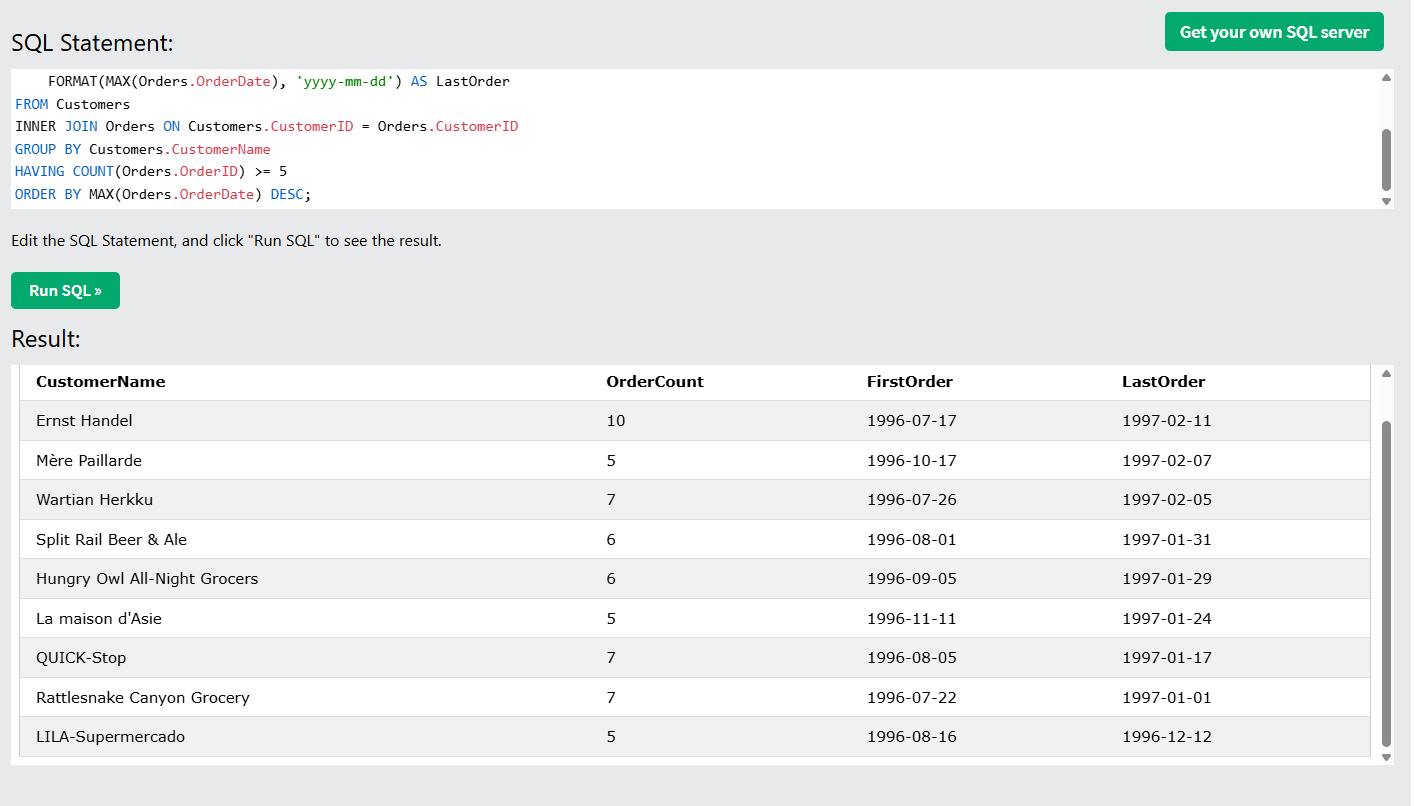 Get your own SQL server
SQL Statement:
FORMAT(MAX(Orders.OrderDate), 'yyyy-mm-dd') AS LastOrder
FROM Customers
INNER JOIN Orders ON Customers.CustomerID = Orders.CustomerID
GROUP BY Customers.CustomerName
HAVING COUNT(Orders.OrderID) >= 5
ORDER BY MAX(Orders.OrderDate) DESC;
Edit the SQL Statement, and click "Run SQL" to see the result.
Run SQL »
Result:
CustomerName OrderCount FirstOrder LastOrder
Ernst Handel 10 1996-07-17 1997-02-11
Mère Paillarde 5 1996-10-17 1997-02-07
Wartian Herkku 7 1996-07-26 1997-02-05
Split Rail Beer & Ale 6 1996-08-01 1997-01-31
Hungry Owl All-Night Grocers 6 1996-09-05 1997-01-29
La maison d'Asie 5 1996-11-11 1997-01-24
QUICK-Stop 7 1996-08-05 1997-01-17
Rattlesnake Canyon Grocery 7 1996-07-22 1997-01-01
LILA-Supermercado 5 1996-08-16 1996-12-12